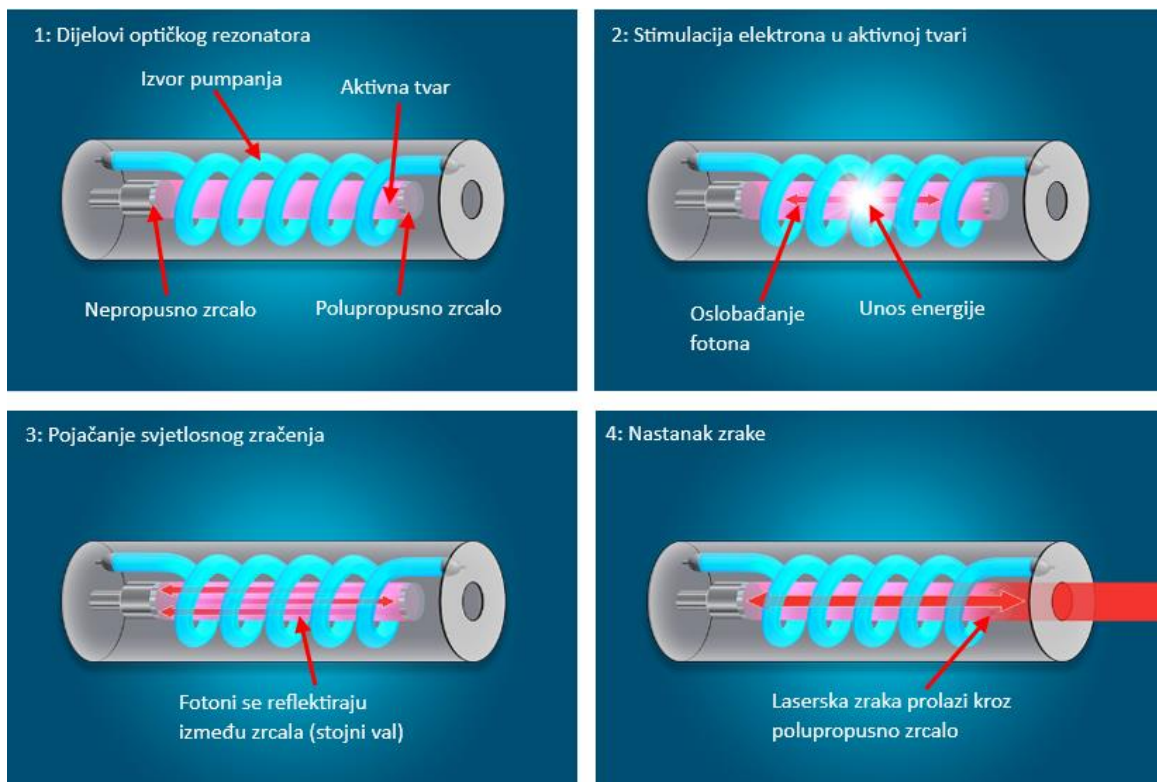 1: Dijelovi optičkog rezonatora
Izvor pumpanja
Aktivna tvar
Nepropusno zrcalo
Polupropusno zrcalo
2: Stimulacija elektrona u aktivnoj tvari
Oslobađanje
fotona
Unos energije
3: Pojačanje svjetlosnog zračenja
Fotoni se reflektiraju
između zrcala (stojni val)
4: Nastanak zrake
Laserska zraka prolazi kroz
polupropusno zrcalo